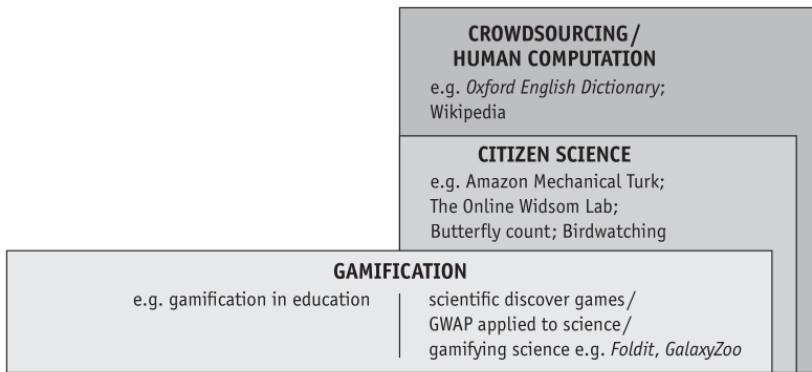 CROWDSOURCING/
HUMAN COMPUTATION
e.g. Oxford English Dictionary;
Wikipedia
CITIZEN SCIENCE
e.g. Amazon Mechanical Turk;
The Online Widsom Lab;
Butterfly count; Birdwatching
GAMIFICATION
e.g. gamification in education
scientific discover games/
GWAP applied to science/
gamifying science e.g. Foldit, GalaxyZoo